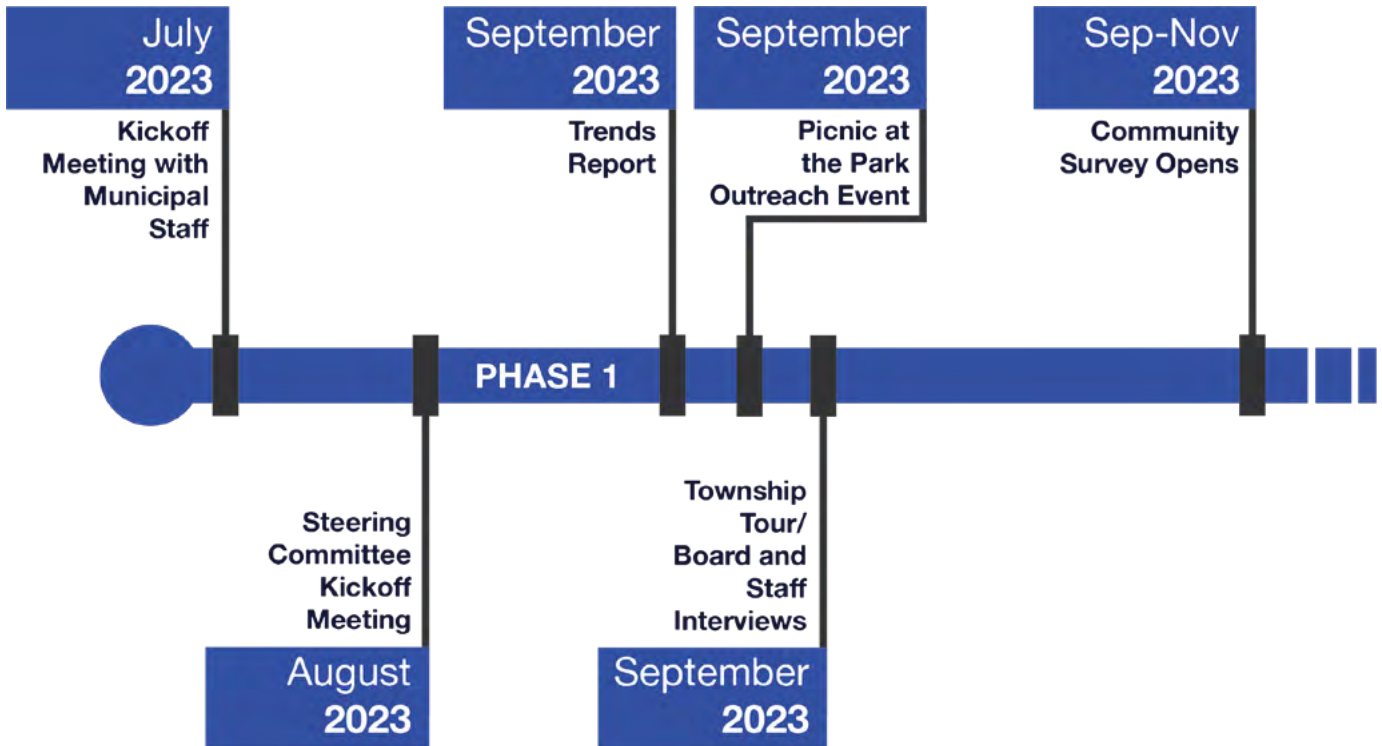 July
2023
Kickoff
Meeting with
Municipal
Staff
September
2023
Trends
Report
September
2023
Picnic at
the Park
Outreach Event
Sep-Nov
2023
Community
Survey Opens
PHASE 1
Steering
Committee
Kickoff
Meeting
August
2023
Township
Tour/
Board and
Staff
Interviews
September
2023